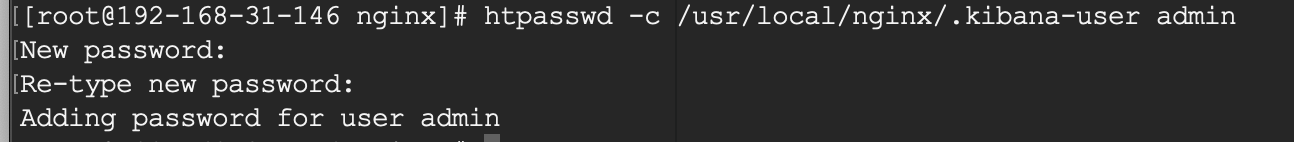 [[root@192-168-31-146 nginx]# htpasswd -c /usr/local/nginx/.kibana-user admin
[New password:
[Re-type new password:
Adding password for user admin